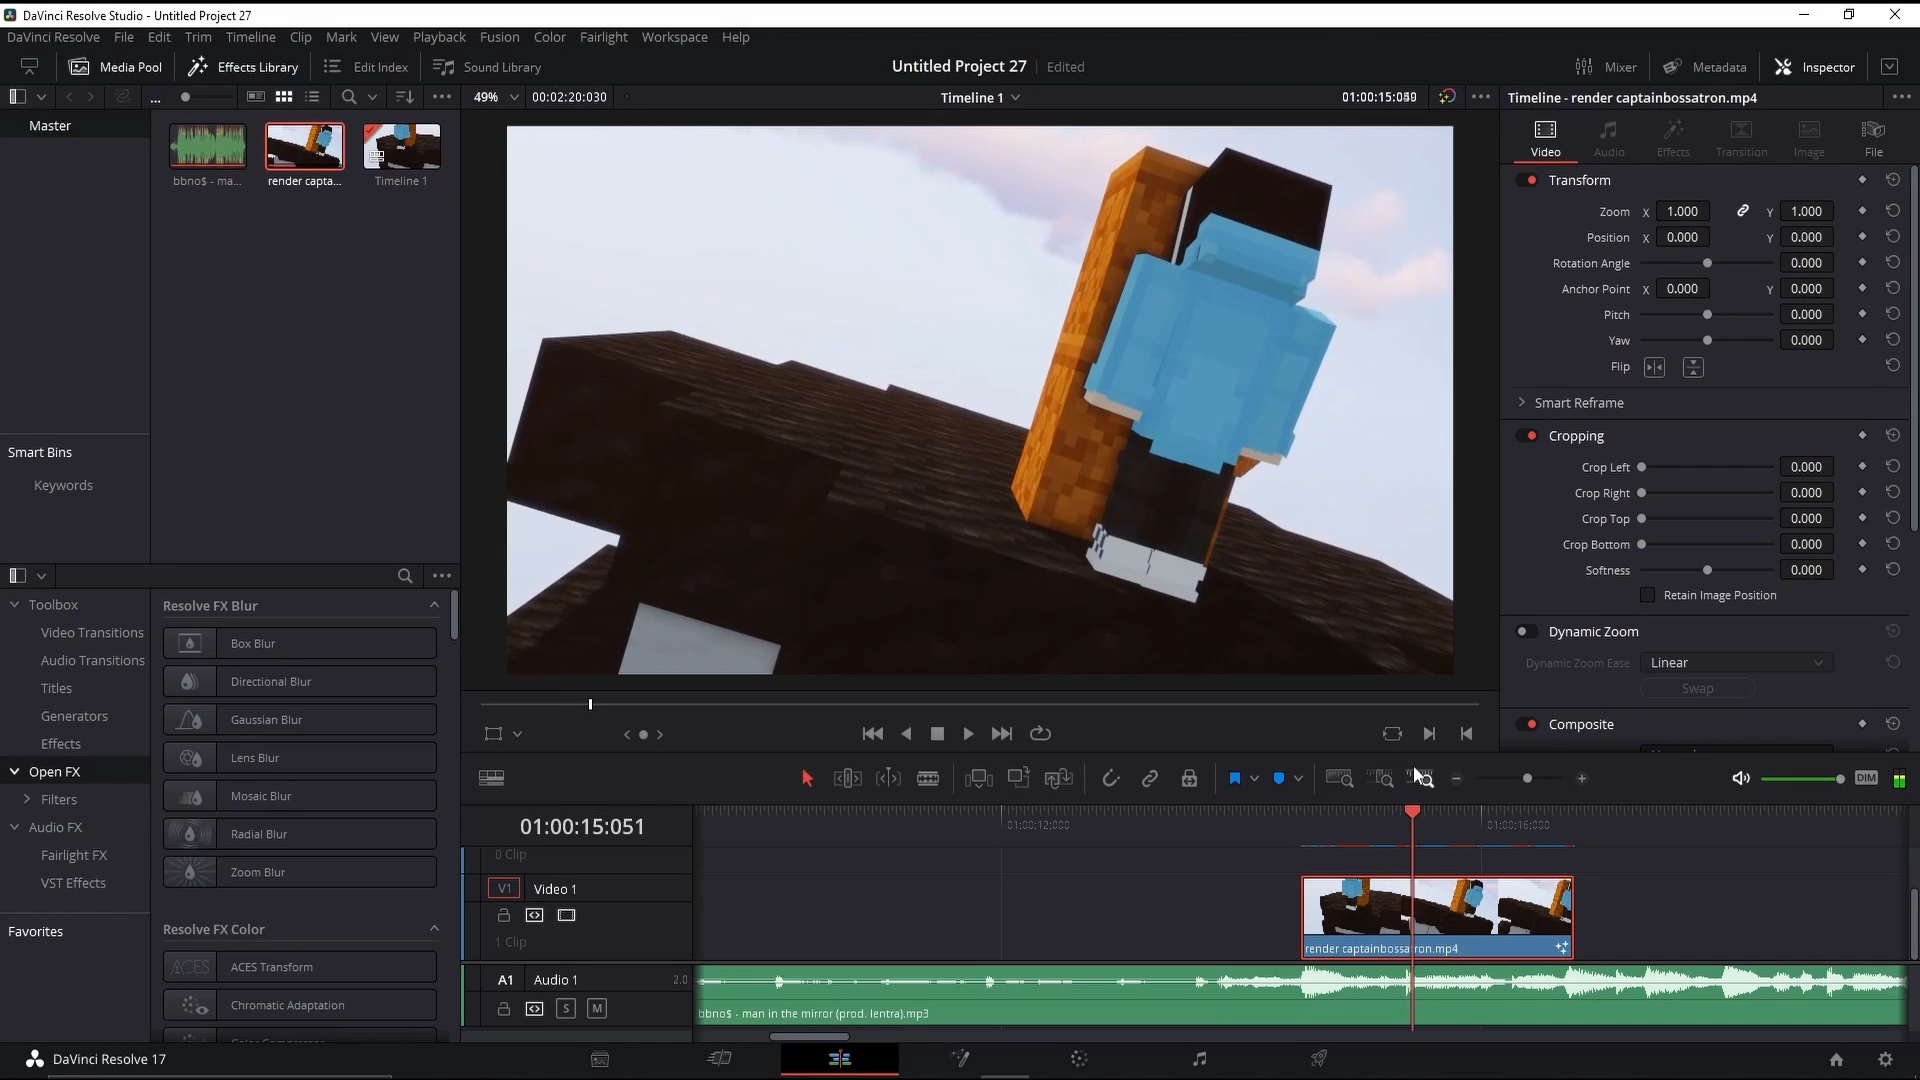 DaVinci Resolve Studio - Untitled Project 27
DaVinci Resolve File Edit Trim Timeline Clip Mark View Playback Fusion Color Fairlight Workspace Help
Media Pool Effects Library Edit Index Sound Library Untitled Project 27 Edited Mixer Metadata Inspector
... 49% 00:02:20:030 Timeline 1 Timeline - render captainbossatron.mp4
Master
bbno$ - ma... render capta... Timeline 1
Smart Bins
Keywords
Video Audio Effects Transition Image File
Transform
Zoom X 1.000 Y 1.000
Position X 0.000 Y 0.000
Rotation Angle 0.000
Anchor Point X 0.000 Y 0.000
Pitch 0.000
Yaw 0.000
Flip
Smart Reframe
Cropping
Crop Left 0.000
Crop Right 0.000
Crop Top 0.000
Crop Bottom 0.000
Softness 0.000
Retain Image Position
Dynamic Zoom
Dynamic Zoom Ease Linear
Swap
Composite
Toolbox
Video Transitions
Audio Transitions
Titles
Generators
Effects
Open FX
Filters
Audio FX
Fairlight FX
VST Effects
Favorites
Resolve FX Blur
Box Blur
Directional Blur
Gaussian Blur
Lens Blur
Mosaic Blur
Radial Blur
Zoom Blur
Resolve FX Color
ACES ACES Transform
Chromatic Adaptation
DIM
01:00:15:051 01:00:12:000 01:00:16:000
0 Clip
V1 Video 1
1 Clip
render captainbossatron.mp4
A1 Audio 1 2.0
S M
bbno$ - man in the mirror (prod. lentra).mp3
DaVinci Resolve 17